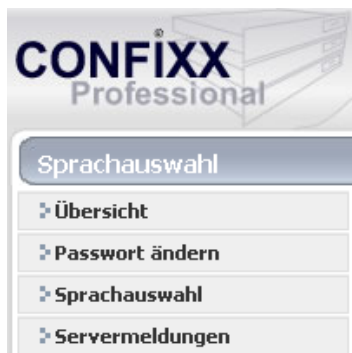 CONFIXX
®
Professional
Sprachauswahl
Übersicht
Passwort ändern
Sprachauswahl
Servermeldungen